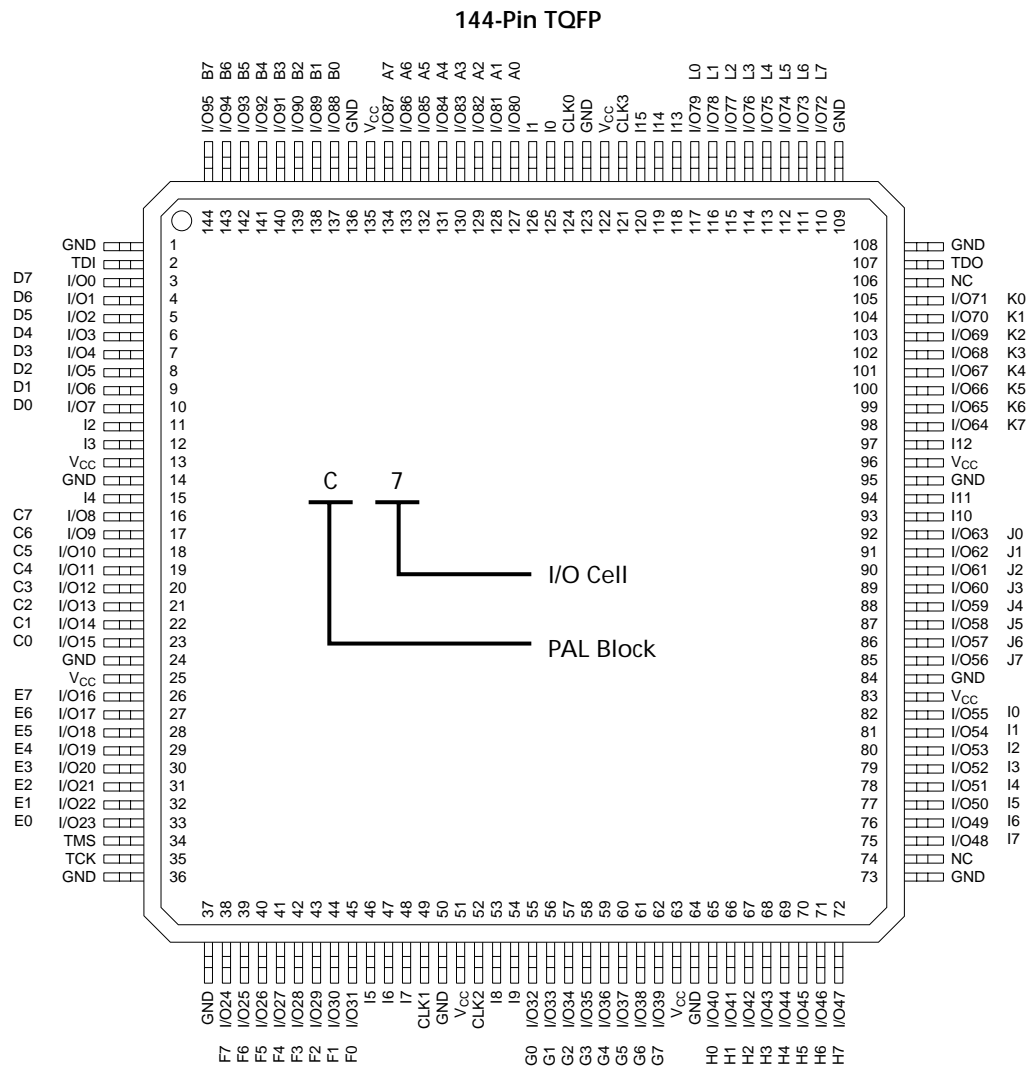 144-Pin TQFP
B7 B6 B5 B4 B3 B2 B1 B0 A7 A6 A5 A4 A3 A2 A1 A0 L0 L1 L2 L3 L4 L5 L6 L7
I/O95 I/O94 I/O93 I/O92 I/O91 I/O90 I/O89 I/O88 GND VCC I/O87 I/O86 I/O85 I/O84 I/O83 I/O82 I/O81 I/O80 I1 I0 CLK0 GND VCC CLK3 I15 I14 I13 I/O79 I/O78 I/O77 I/O76 I/O75 I/O74 I/O73 I/O72 GND
144 143 142 141 140 139 138 137 136 135 134 133 132 131 130 129 128 127 126 125 124 123 122 121 120 119 118 117 116 115 114 113 112 111 110 109
GND 1 108 GND
TDI 2 107 TDO
D7 I/O0 3 106 NC
D6 I/O1 4 105 I/O71 K0
D5 I/O2 5 104 I/O70 K1
D4 I/O3 6 103 I/O69 K2
D3 I/O4 7 102 I/O68 K3
D2 I/O5 8 101 I/O67 K4
D1 I/O6 9 100 I/O66 K5
D0 I/O7 10 99 I/O65 K6
I2 11 98 I/O64 K7
I3 12 97 I12
VCC 13 96 VCC
GND 14 95 GND
I4 15 94 I11
C7 I/O8 16 93 I10
C6 I/O9 17 92 I/O63 J0
C5 I/O10 18 91 I/O62 J1
C4 I/O11 19 90 I/O61 J2
C3 I/O12 20 89 I/O60 J3
C2 I/O13 21 88 I/O59 J4
C1 I/O14 22 87 I/O58 J5
C0 I/O15 23 86 I/O57 J6
GND 24 85 I/O56 J7
VCC 25 84 GND
E7 I/O16 26 83 VCC
E6 I/O17 27 82 I/O55 I0
E5 I/O18 28 81 I/O54 I1
E4 I/O19 29 80 I/O53 I2
E3 I/O20 30 79 I/O52 I3
E2 I/O21 31 78 I/O51 I4
E1 I/O22 32 77 I/O50 I5
E0 I/O23 33 76 I/O49 I6
TMS 34 75 I/O48 I7
TCK 35 74 NC
GND 36 73 GND
C 7
I/O Cell
PAL Block
37 38 39 40 41 42 43 44 45 46 47 48 49 50 51 52 53 54 55 56 57 58 59 60 61 62 63 64 65 66 67 68 69 70 71 72
GND I/O24 I/O25 I/O26 I/O27 I/O28 I/O29 I/O30 I/O31 I5 I6 I7 CLK1 GND VCC CLK2 I8 I9 I/O32 I/O33 I/O34 I/O35 I/O36 I/O37 I/O38 I/O39 VCC GND I/O40 I/O41 I/O42 I/O43 I/O44 I/O45 I/O46 I/O47
F7 F6 F5 F4 F3 F2 F1 F0 G0 G1 G2 G3 G4 G5 G6 G7 H0 H1 H2 H3 H4 H5 H6 H7